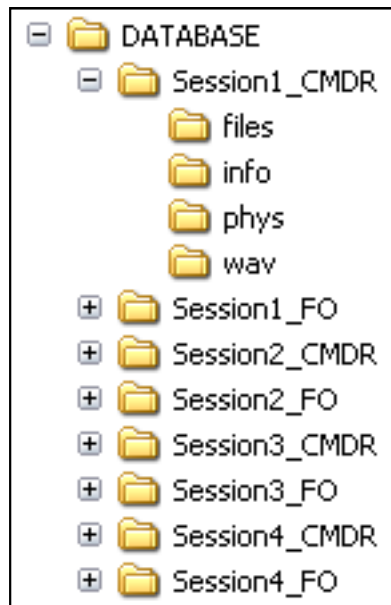 DATABASE
Session1_CMDR
files
info
phys
wav
Session1_FO
Session2_CMDR
Session2_FO
Session3_CMDR
Session3_FO
Session4_CMDR
Session4_FO